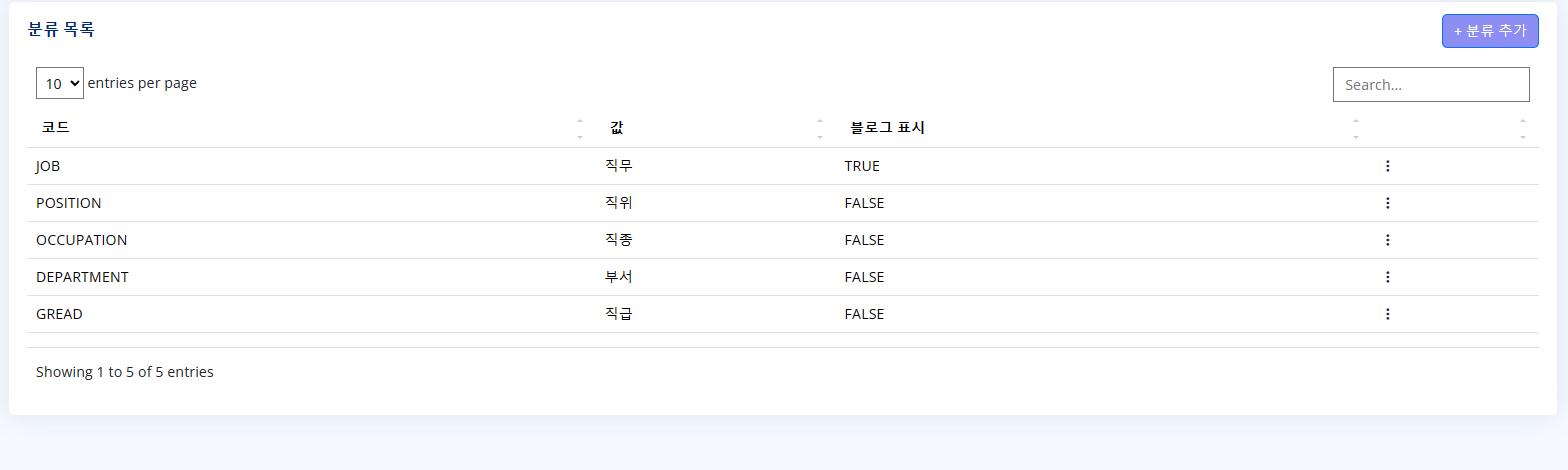 분류 목록
+ 분류 추가
10 entries per page
Search...
코드 값 블로그 표시
JOB 직무 TRUE
POSITION 직위 FALSE
OCCUPATION 직종 FALSE
DEPARTMENT 부서 FALSE
GREAD 직급 FALSE
Showing 1 to 5 of 5 entries